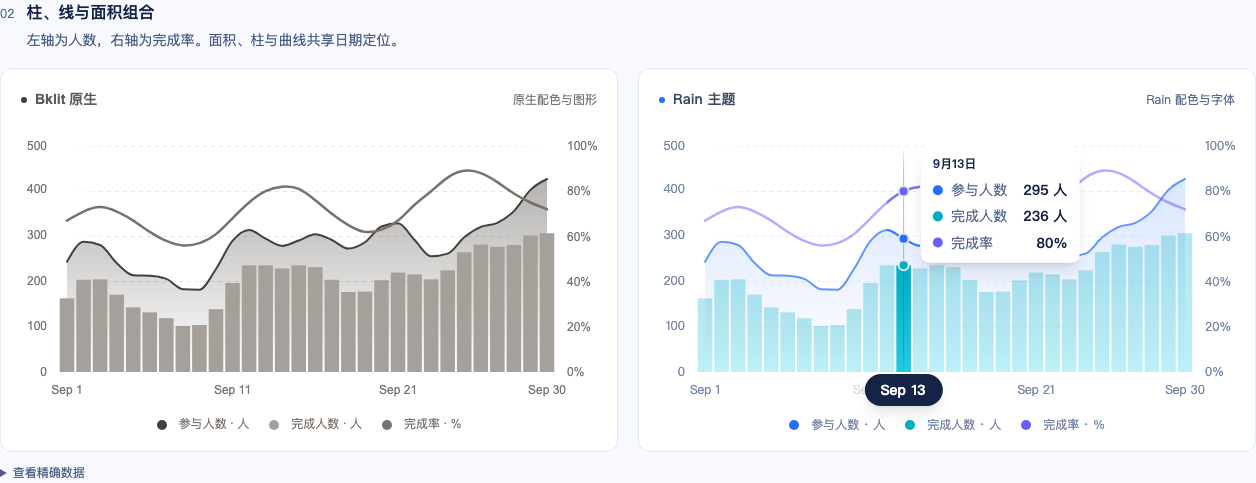 02 柱、线与面积组合
左轴为人数，右轴为完成率。面积、柱与曲线共享日期定位。
Bklit 原生
原生配色与图形
500
400
300
200
100
0
100%
80%
60%
40%
20%
0%
Sep 1
Sep 11
Sep 21
Sep 30
参与人数 · 人
完成人数 · 人
完成率 · %
Rain 主题
Rain 配色与字体
500
400
300
200
100
0
9月13日
参与人数 295 人
完成人数 236 人
完成率 80%
100%
80%
60%
40%
20%
0%
Sep 1
Sep 13
Sep 21
Sep 30
参与人数 · 人
完成人数 · 人
完成率 · %
查看精确数据